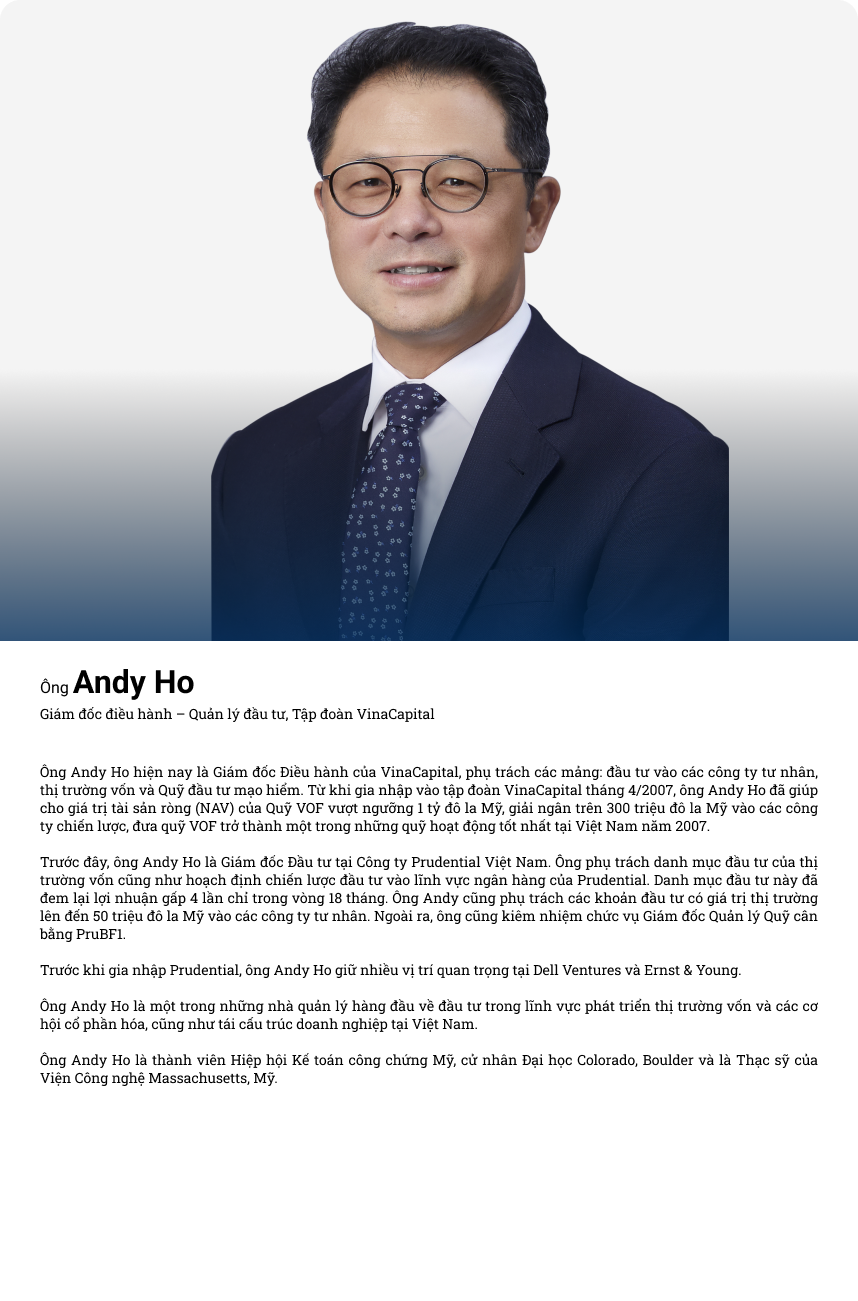 Ông Andy Ho
Giám đốc điều hành – Quản lý đầu tư, Tập đoàn VinaCapital
Ông Andy Ho hiện nay là Giám đốc Điều hành của VinaCapital, phụ trách các mảng: đầu tư vào các công ty tư nhân,
thị trường vốn và Quỹ đầu tư mạo hiểm. Từ khi gia nhập vào tập đoàn VinaCapital tháng 4/2007, ông Andy Ho đã giúp
cho giá trị tài sản ròng (NAV) của Quỹ VOF vượt ngưỡng 1 tỷ đô la Mỹ, giải ngân trên 300 triệu đô la Mỹ vào các công
ty chiến lược, đưa quỹ VOF trở thành một trong những quỹ hoạt động tốt nhất tại Việt Nam năm 2007.
Trước đây, ông Andy Ho là Giám đốc Đầu tư tại Công ty Prudential Việt Nam. Ông phụ trách danh mục đầu tư của thị
trường vốn cũng như hoạch định chiến lược đầu tư vào lĩnh vực ngân hàng của Prudential. Danh mục đầu tư này đã
đem lại lợi nhuận gấp 4 lần chỉ trong vòng 18 tháng. Ông Andy cũng phụ trách các khoản đầu tư có giá trị thị trường
lên đến 50 triệu đô la Mỹ vào các công ty tư nhân. Ngoài ra, ông cũng kiêm nhiệm chức vụ Giám đốc Quản lý Quỹ cân
bằng PruBF1.
Trước khi gia nhập Prudential, ông Andy Ho giữ nhiều vị trí quan trọng tại Dell Ventures và Ernst & Young.
Ông Andy Ho là một trong những nhà quản lý hàng đầu về đầu tư trong lĩnh vực phát triển thị trường vốn và các cơ
hội cổ phần hóa, cũng như tái cấu trúc doanh nghiệp tại Việt Nam.
Ông Andy Ho là thành viên Hiệp hội Kế toán công chứng Mỹ, cử nhân Đại học Colorado, Boulder và là Thạc sỹ của
Viện Công nghệ Massachusetts, Mỹ.